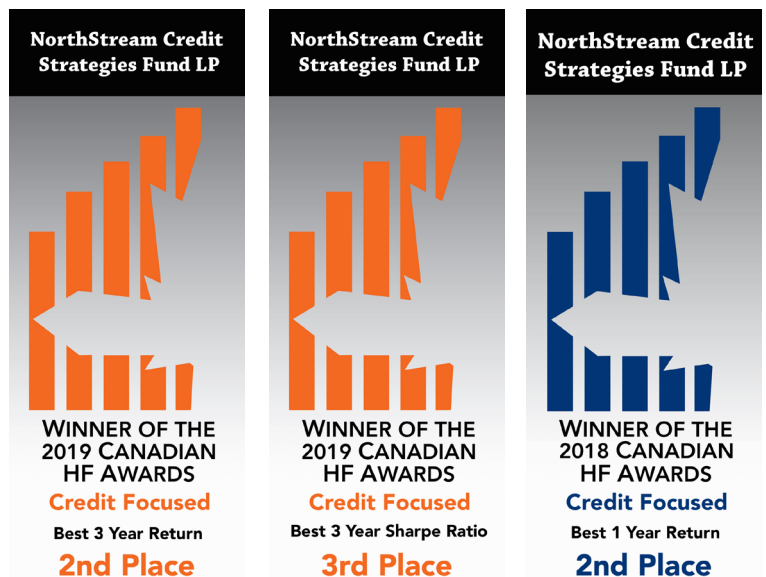 NorthStream Credit
Strategies Fund LP
WINNER OF THE
2019 CANADIAN
HF AWARDS
Credit Focused
Best 3 Year Return
2nd Place
NorthStream Credit
Strategies Fund LP
WINNER OF THE
2019 CANADIAN
HF AWARDS
Credit Focused
Best 3 Year Sharpe Ratio
3rd Place
NorthStream Credit
Strategies Fund LP
WINNER OF THE
2018 CANADIAN
HF AWARDS
Credit Focused
Best 1 Year Return
2nd Place